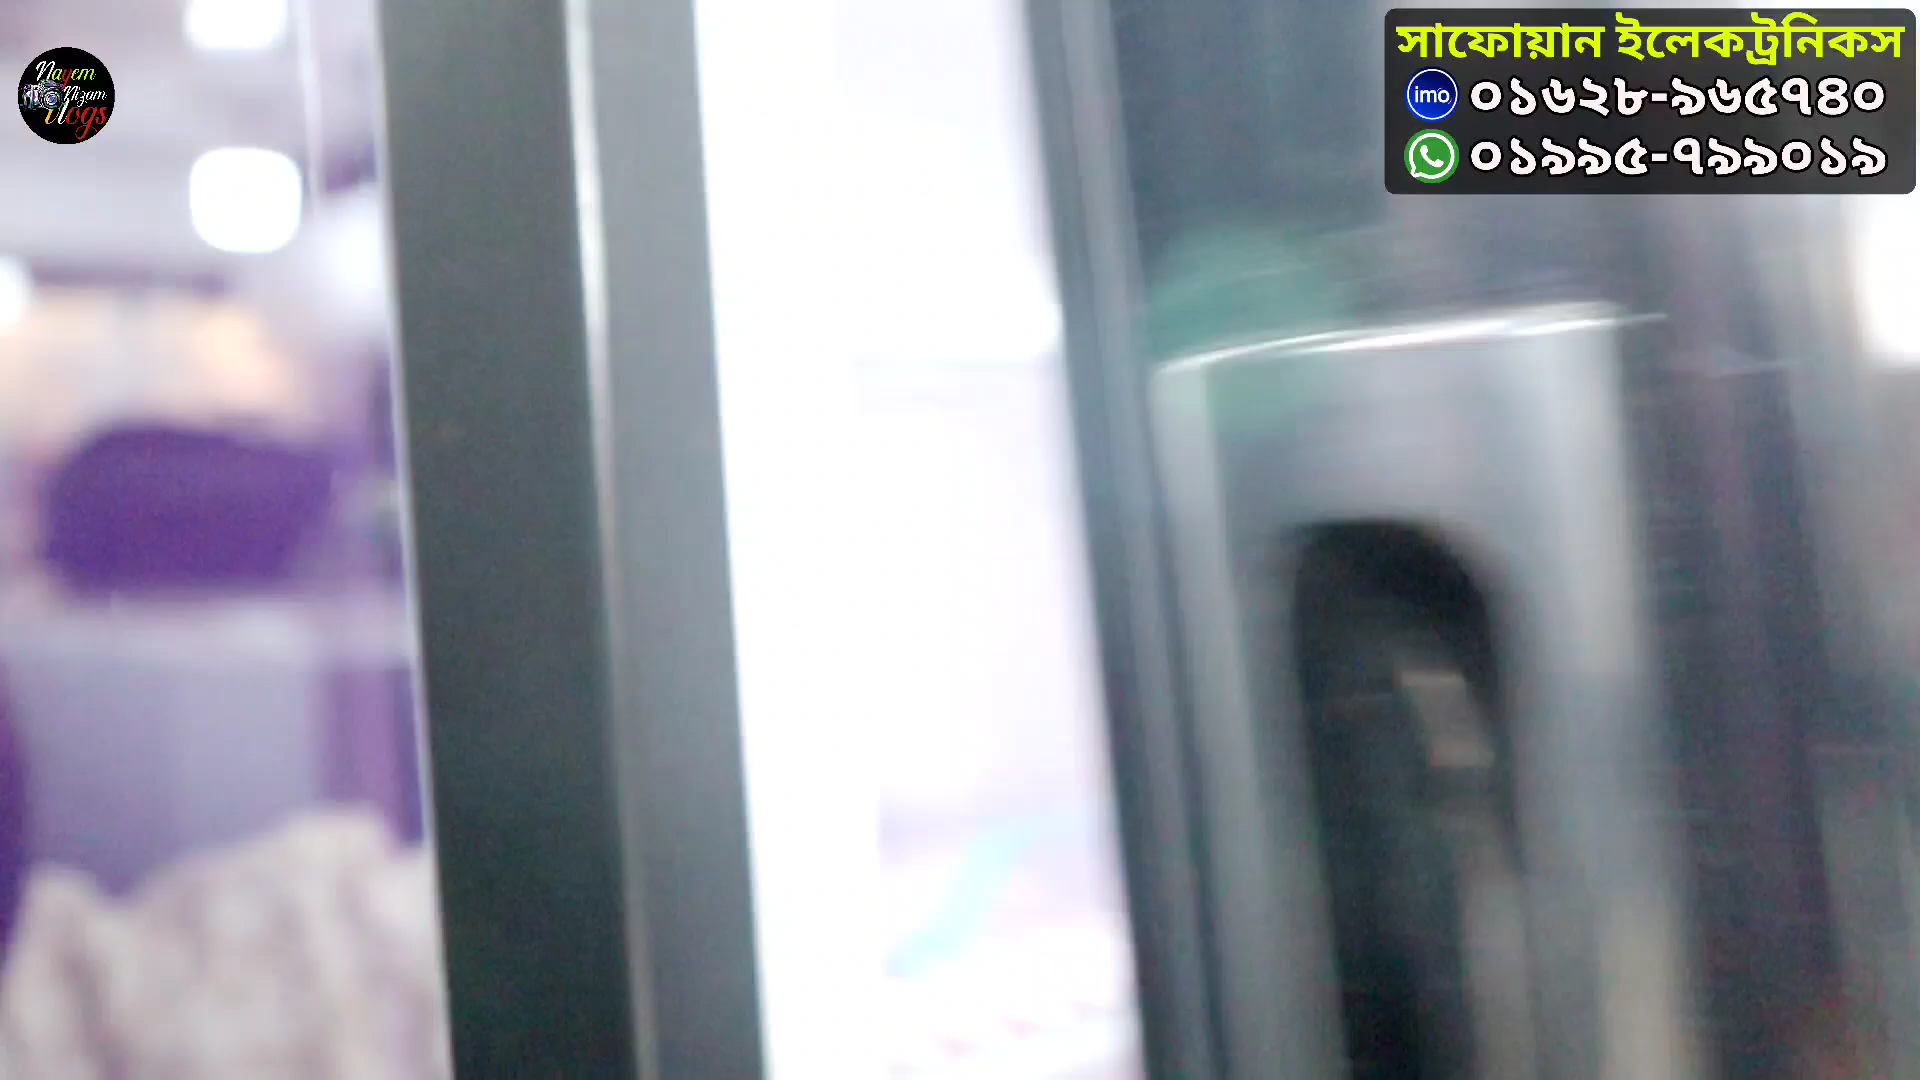 Nayem
Nizam
Vlogs
সাফোয়ান ইলেকট্রনিকস
imo ০১৬২৮-৯৬৫৭৪০
০১৯৯৫-৭৯৯০১৯